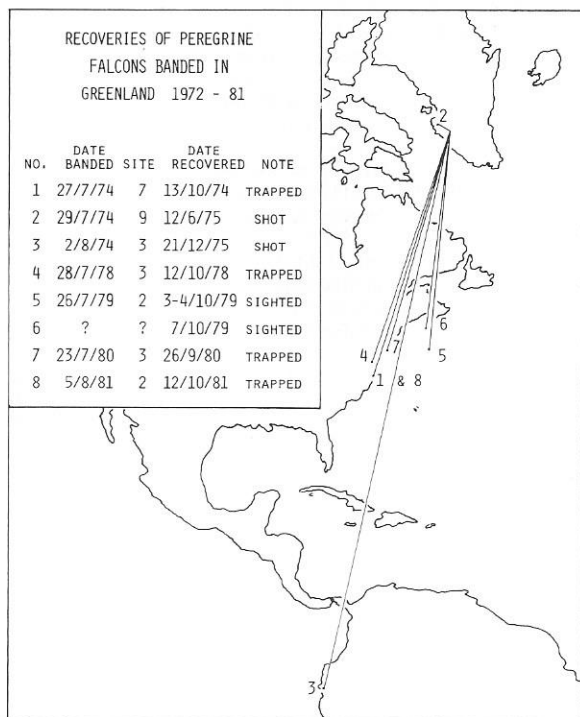 RECOVERIES OF PEREGRINE
FALCONS BANDED IN
GREENLAND 1972 - 81
DATE DATE
NO. BANDED SITE RECOVERED NOTE
1 27/7/74 7 13/10/74 TRAPPED
2 29/7/74 9 12/6/75 SHOT
3 2/8/74 3 21/12/75 SHOT
4 28/7/78 3 12/10/78 TRAPPED
5 26/7/79 2 3-4/10/79 SIGHTED
6 ? ? 7/10/79 SIGHTED
7 23/7/80 3 26/9/80 TRAPPED
8 5/8/81 2 12/10/81 TRAPPED
2
6
7
4
5
1 & 8
3